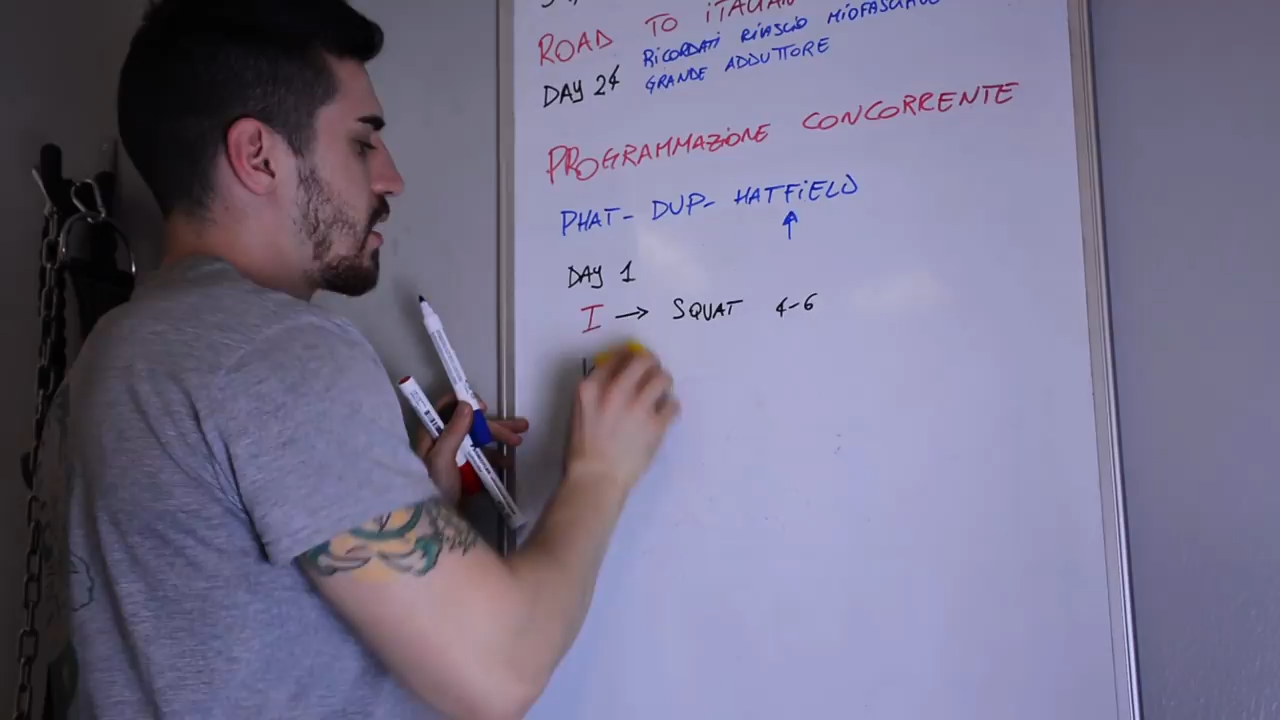 ROAD TO ITALIAN
RICORDATI RILASCIO MIOFASCIALE
DAY 24 GRANDE ADDUTTORE
PROGRAMMAZIONE CONCORRENTE
PHAT- DUP- HATFIELD
DAY 1
I → SQUAT 4-6